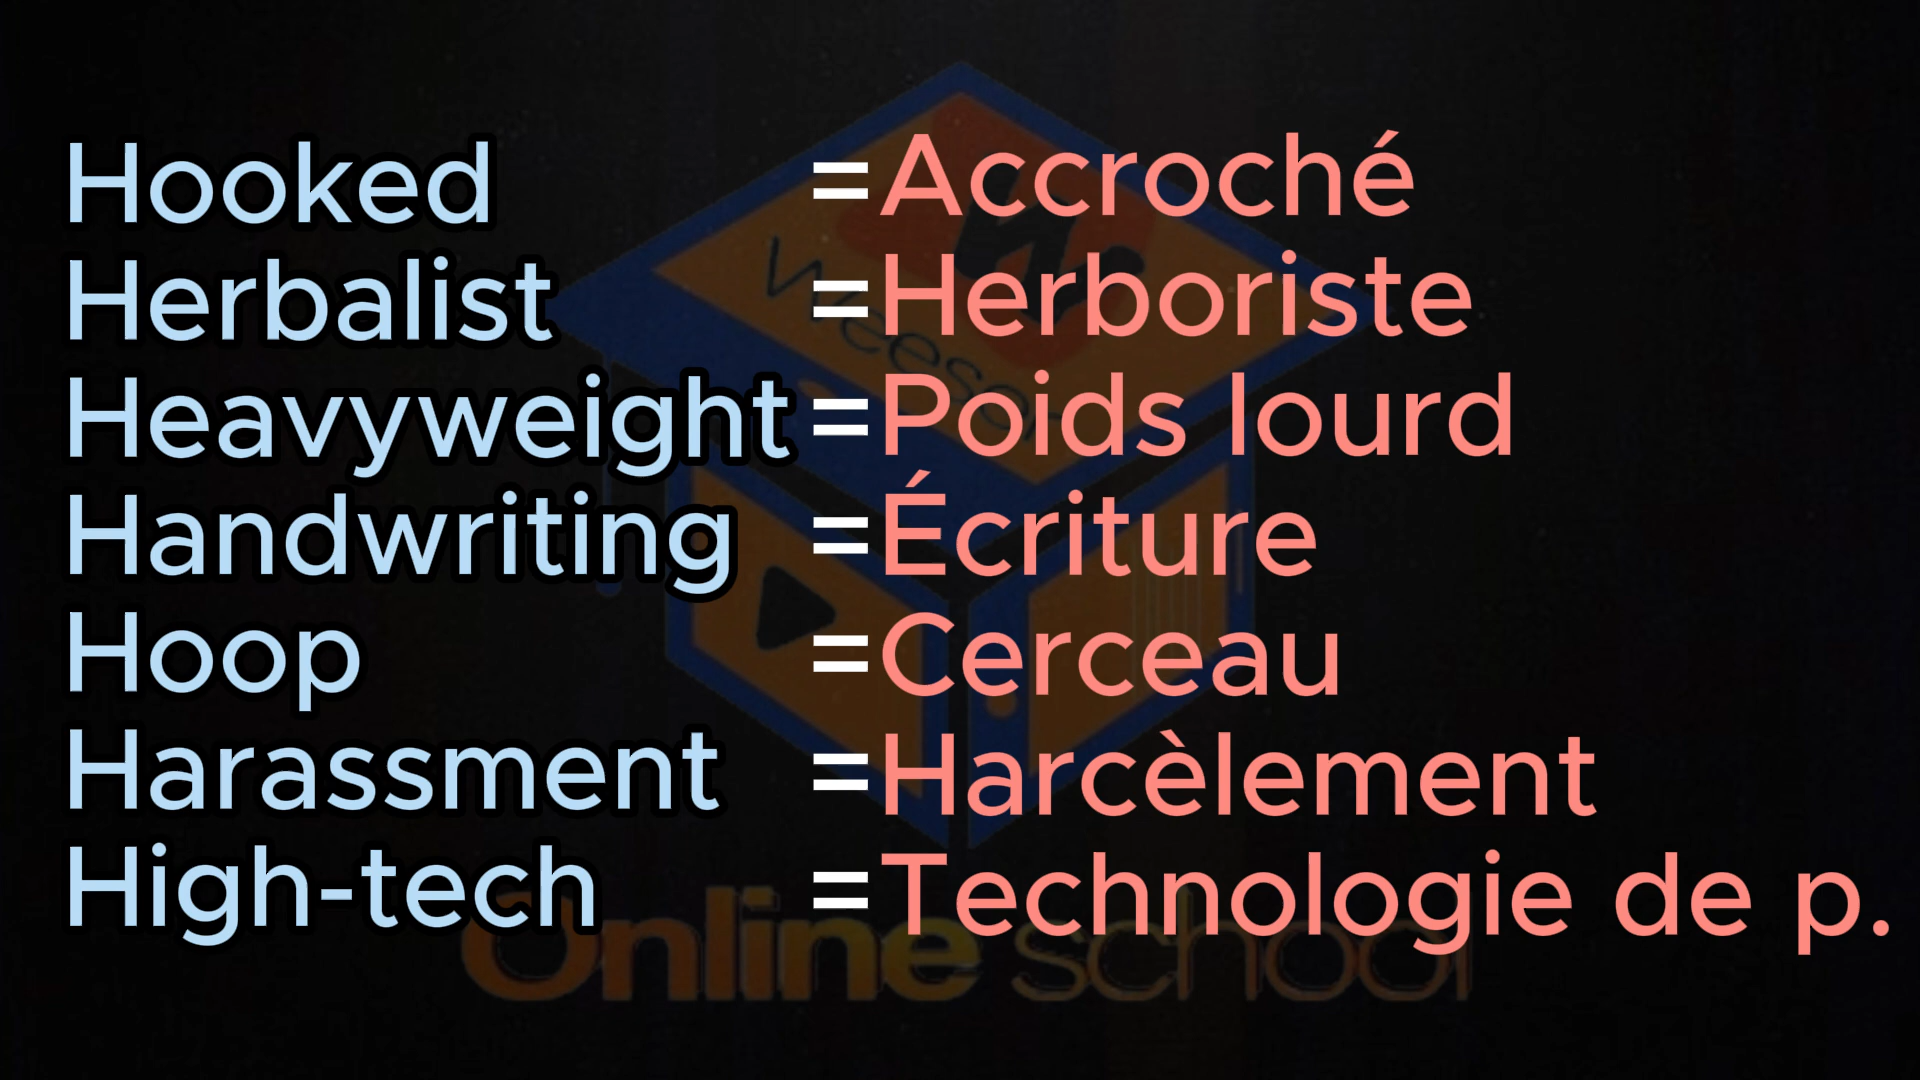 Hooked = Accroché
Herbalist = Herboriste
Heavyweight = Poids lourd
Handwriting = Écriture
Hoop = Cerceau
Harassment = Harcèlement
High-tech = Technologie de p.
Weeser
Online school